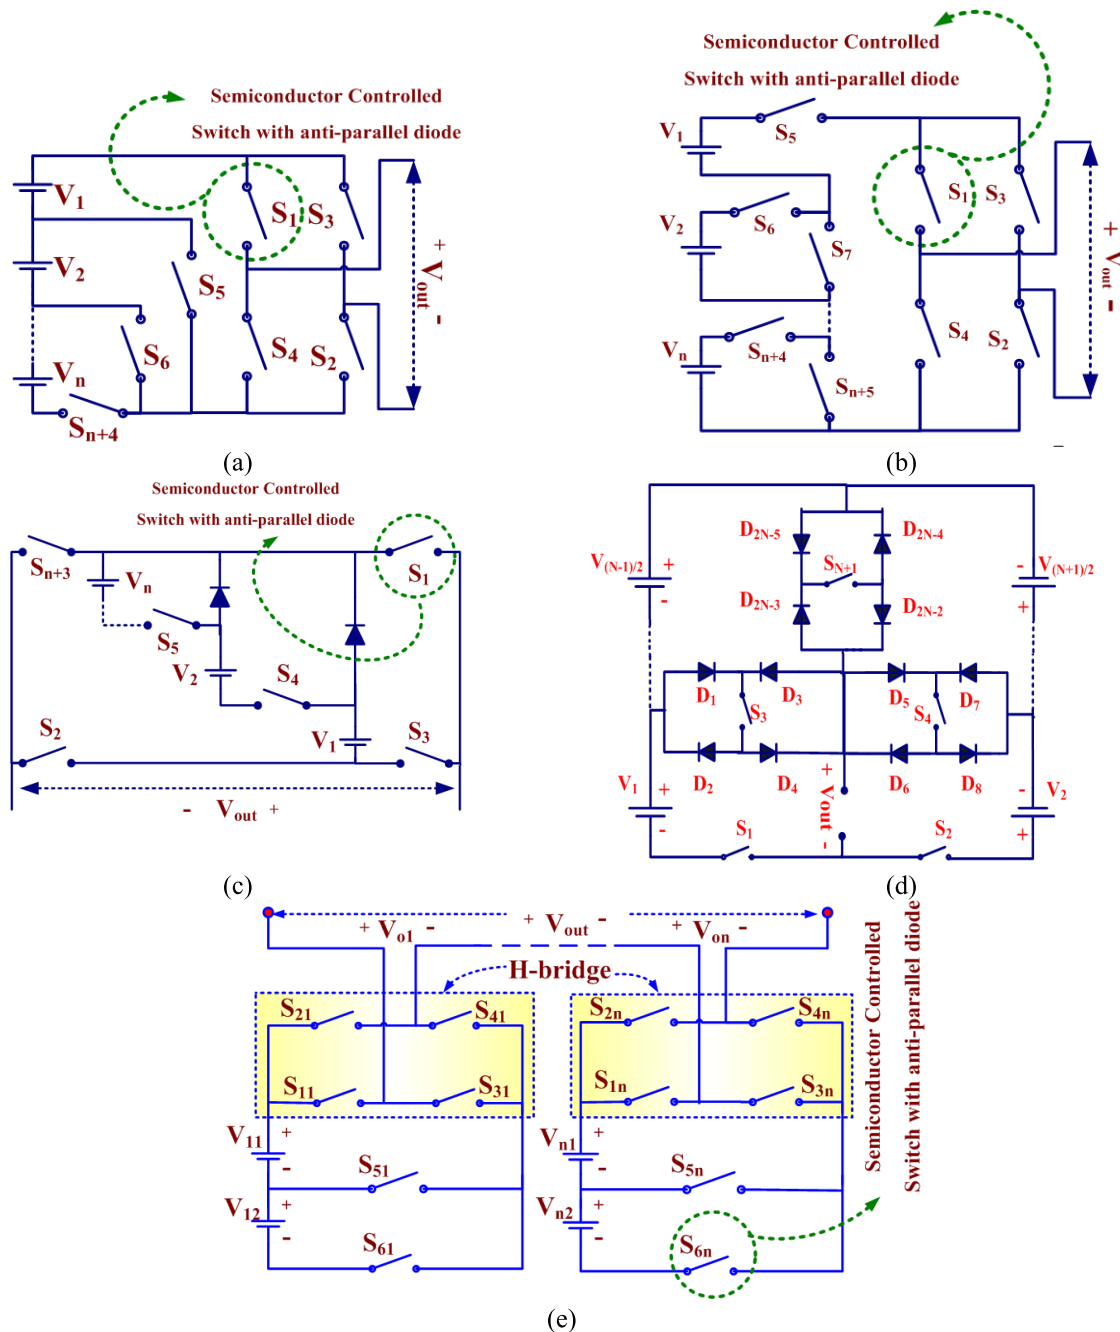 Semiconductor Controlled
Switch with anti-parallel diode
V1
S1 S3
V2
S5
+ Vout -
S6
S4
S2
Vn
Sn+4
(a)
Semiconductor Controlled
Switch with anti-parallel diode
V1
S5
S1
S3
V2
S6
S7
+ Vout -
Vn
Sn+4
S4
S2
Sn+5
(b)
Semiconductor Controlled
Switch with anti-parallel diode
Sn+3
S1
Vn
S5
V2
S4
S2
V1
S3
- Vout +
(c)
D2N-5
D2N-4
V(N-1)/2
+
-
SN+1
V(N+1)/2
-
+
D2N-3
D2N-2
D1
D3
D5
D7
S3
S4
D2
D4
D6
D8
V1
+
-
+ Vout -
V2
-
+
S1
S2
(d)
+ Vout -
+ Vo1 -
+ Von -
H-bridge
S21
S41
S2n
S4n
S11
S31
S1n
S3n
V11
+
-
Vn1
+
-
S51
S5n
V12
+
-
Vn2
+
-
S61
S6n
Semiconductor Controlled
Switch with anti-parallel diode
(e)